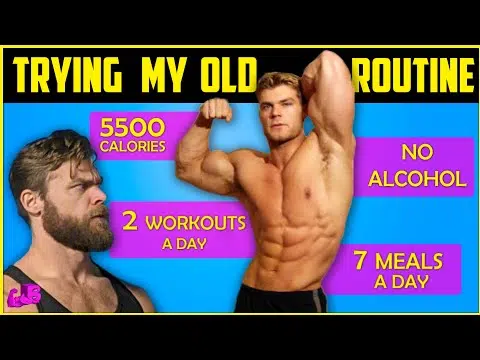 TRYING MY OLD ROUTINE
5500
CALORIES
NO
ALCOHOL
2 WORKOUTS
A DAY
7 MEALS
A DAY